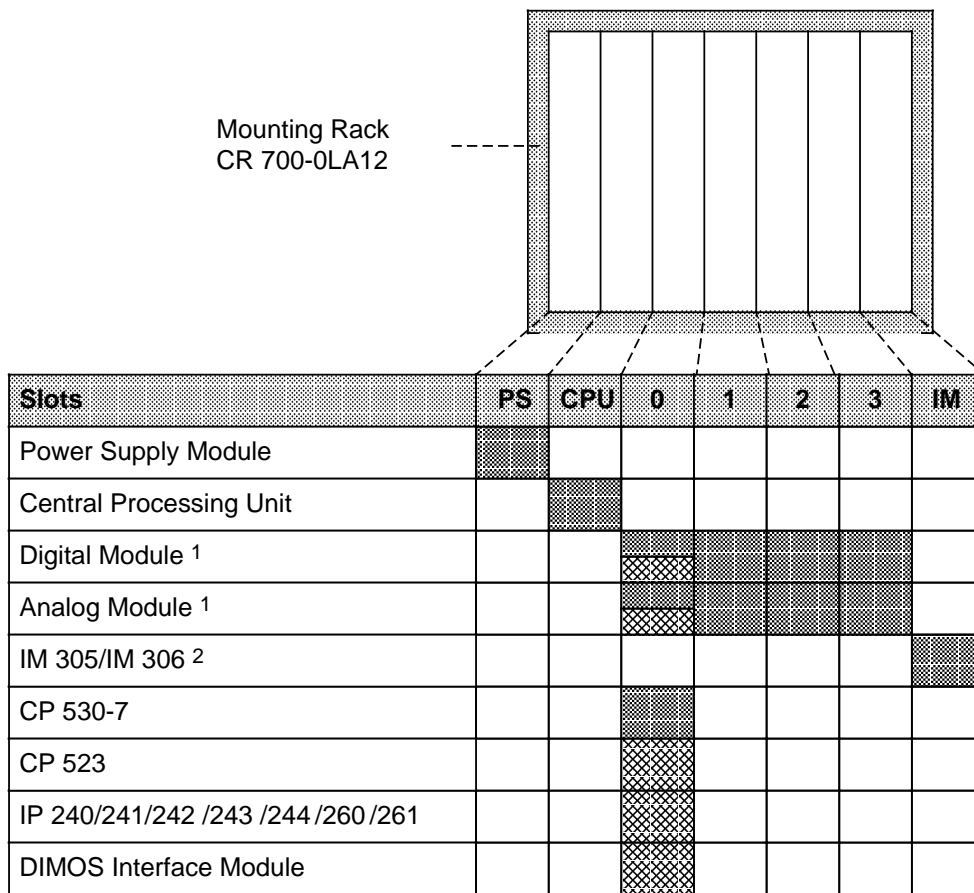 Mounting Rack
CR 700-0LA12
Slots PS CPU 0 1 2 3 IM
Power Supply Module
Central Processing Unit
Digital Module 1
Analog Module 1
IM 305/IM 306 2
CP 530-7
CP 523
IP 240/241/242 /243 /244 /260 /261
DIMOS Interface Module